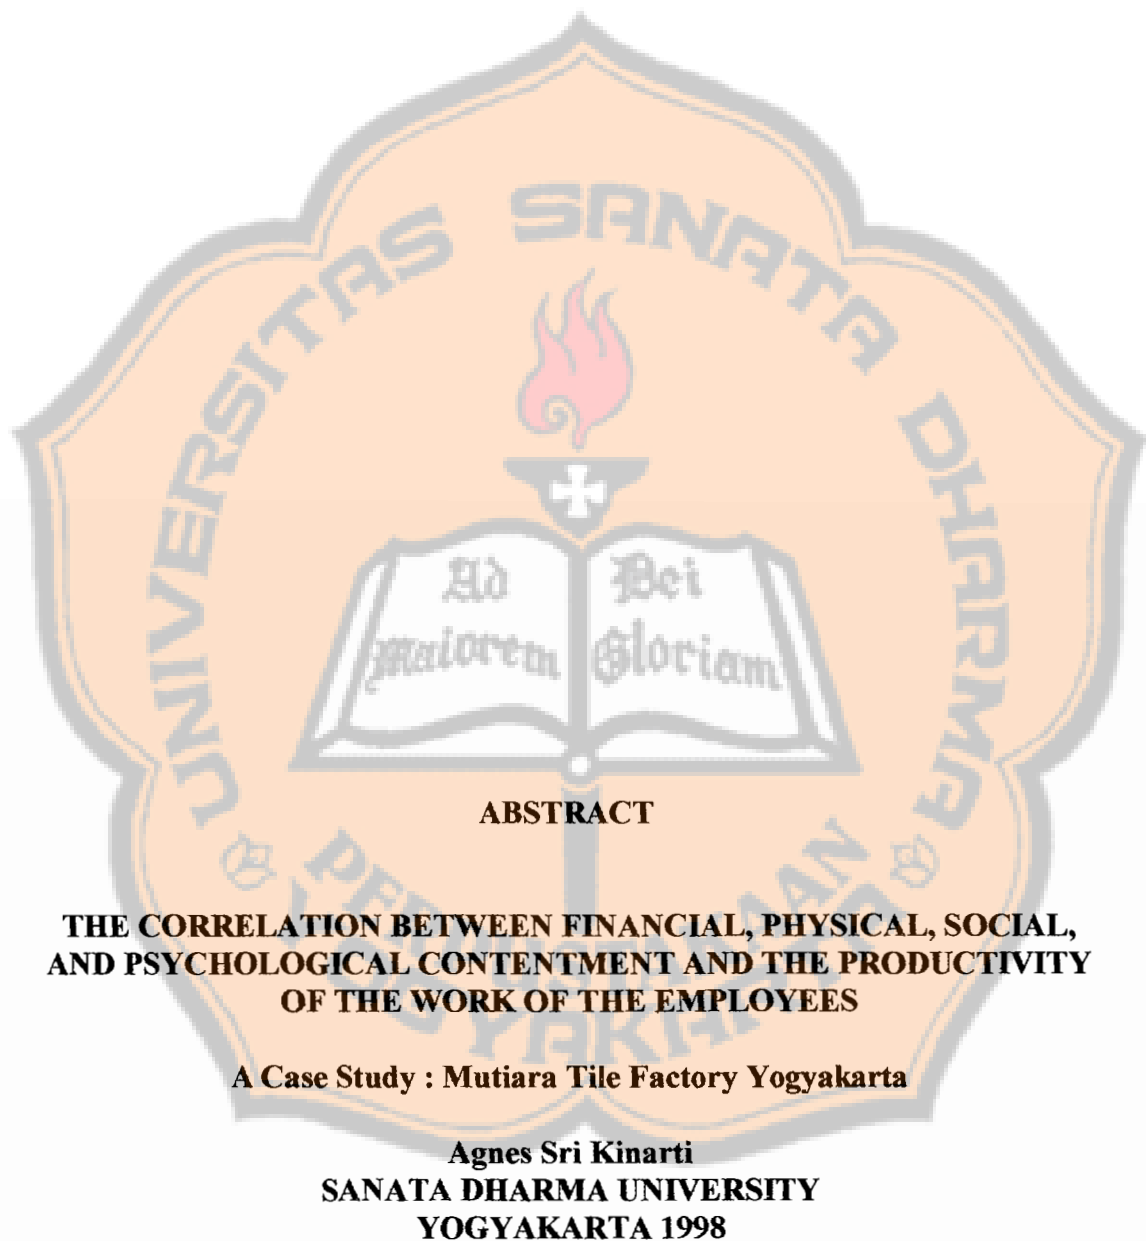 UNIVERSITAS SANATA DHARMA
Ad Dei
maiorem Gloriam
ABSTRACT
PERPUSTAKAAN
YOGYAKARTA
THE CORRELATION BETWEEN FINANCIAL, PHYSICAL, SOCIAL,
AND PSYCHOLOGICAL CONTENTMENT AND THE PRODUCTIVITY
OF THE WORK OF THE EMPLOYEES
A Case Study : Mutiara Tile Factory Yogyakarta
Agnes Sri Kinarti
SANATA DHARMA UNIVERSITY
YOGYAKARTA 1998